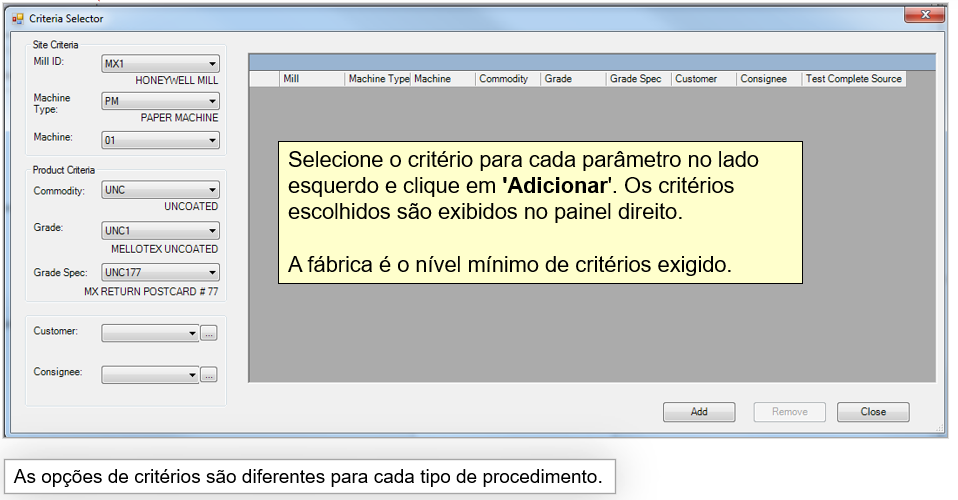 Criteria Selector
Site Criteria
Mill ID: MX1
HONEYWELL MILL
Machine Type: PM
PAPER MACHINE
Machine: 01
Product Criteria
Commodity: UNC
UNCOATED
Grade: UNC1
MELLOTEX UNCOATED
Grade Spec: UNC177
MX RETURN POSTCARD # 77
Customer: ...
Consignee: ...
Mill Machine Type Machine Commodity Grade Grade Spec Customer Consignee Test Complete Source
Selecione o critério para cada parâmetro no lado
esquerdo e clique em 'Adicionar'. Os critérios
escolhidos são exibidos no painel direito.
A fábrica é o nível mínimo de critérios exigido.
Add Remove Close
As opções de critérios são diferentes para cada tipo de procedimento.